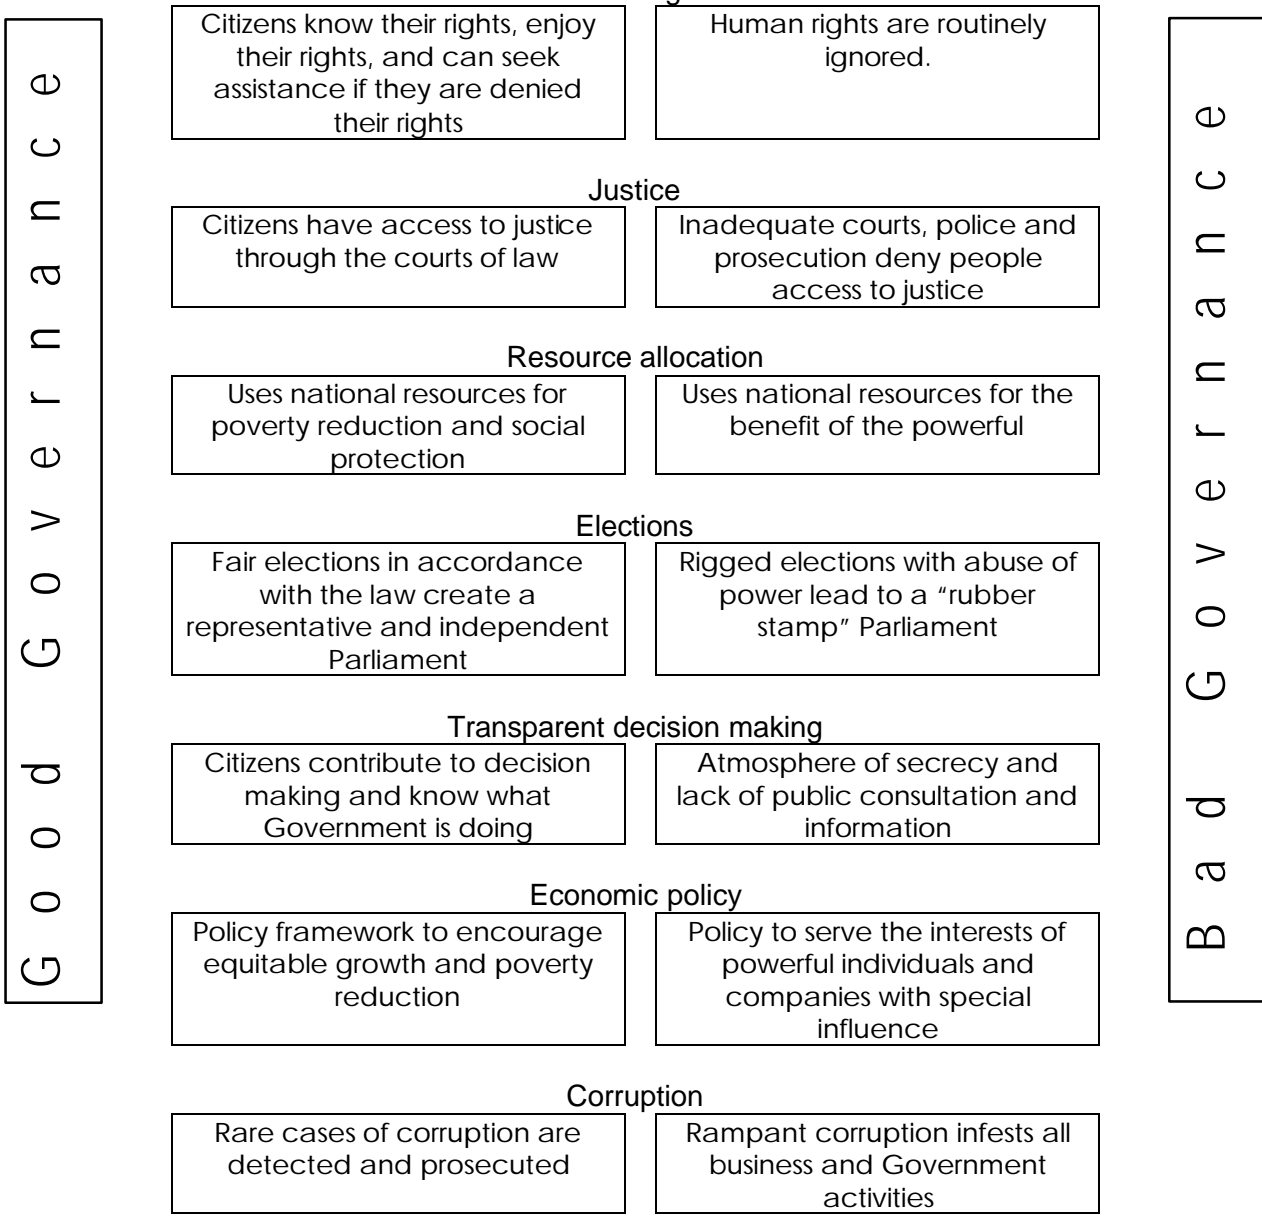 Good Governance
Citizens know their rights, enjoy
their rights, and can seek
assistance if they are denied
their rights
Human rights are routinely
ignored.
Justice
Citizens have access to justice
through the courts of law
Inadequate courts, police and
prosecution deny people
access to justice
Resource allocation
Uses national resources for
poverty reduction and social
protection
Uses national resources for the
benefit of the powerful
Elections
Fair elections in accordance
with the law create a
representative and independent
Parliament
Rigged elections with abuse of
power lead to a “rubber
stamp” Parliament
Transparent decision making
Citizens contribute to decision
making and know what
Government is doing
Atmosphere of secrecy and
lack of public consultation and
information
Economic policy
Policy framework to encourage
equitable growth and poverty
reduction
Policy to serve the interests of
powerful individuals and
companies with special
influence
Corruption
Rare cases of corruption are
detected and prosecuted
Rampant corruption infests all
business and Government
activities
Bad Governance